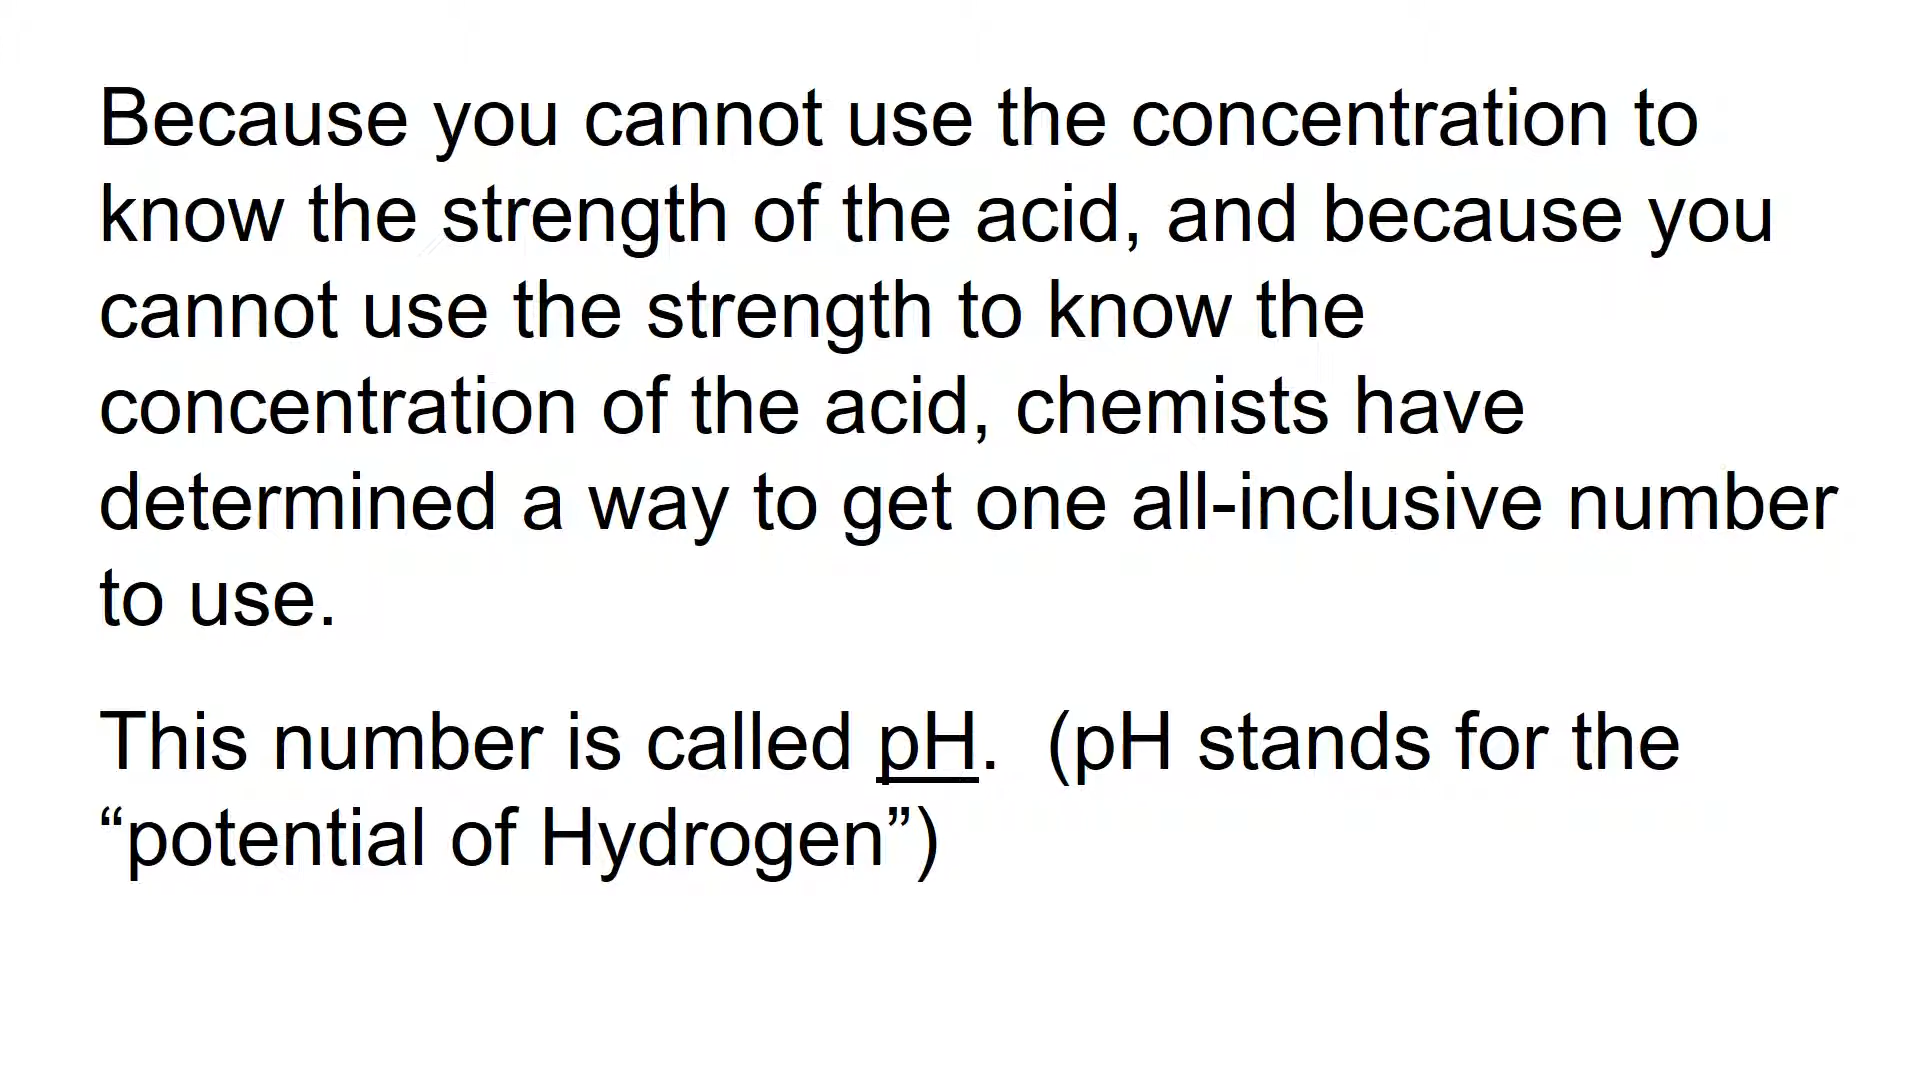 Because you cannot use the concentration to
know the strength of the acid, and because you
cannot use the strength to know the
concentration of the acid, chemists have
determined a way to get one all-inclusive number
to use.
This number is called pH.  (pH stands for the
“potential of Hydrogen”)